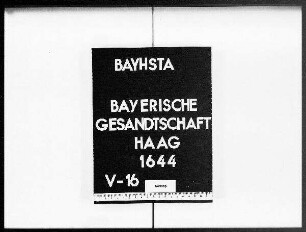 BAYHSTA
BAYERISCHE
GESANDTSCHAFT
HAAG
1644
V-16